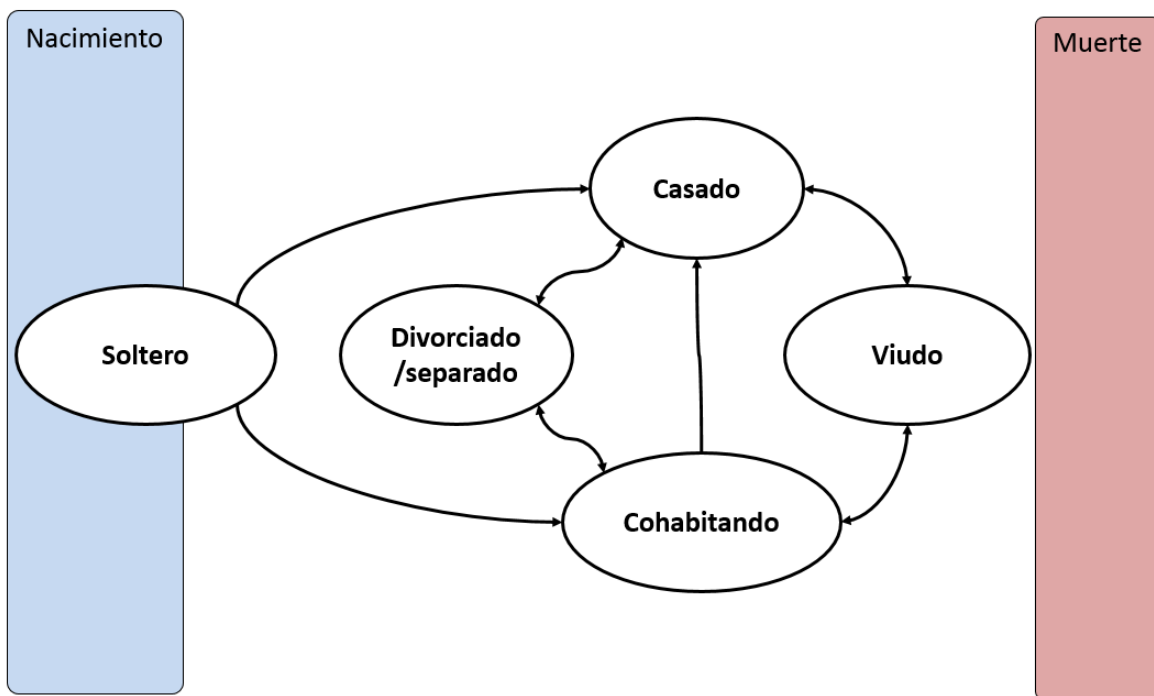 Nacimiento
Muerte
Casado
Soltero
Divorciado
/separado
Viudo
Cohabitando